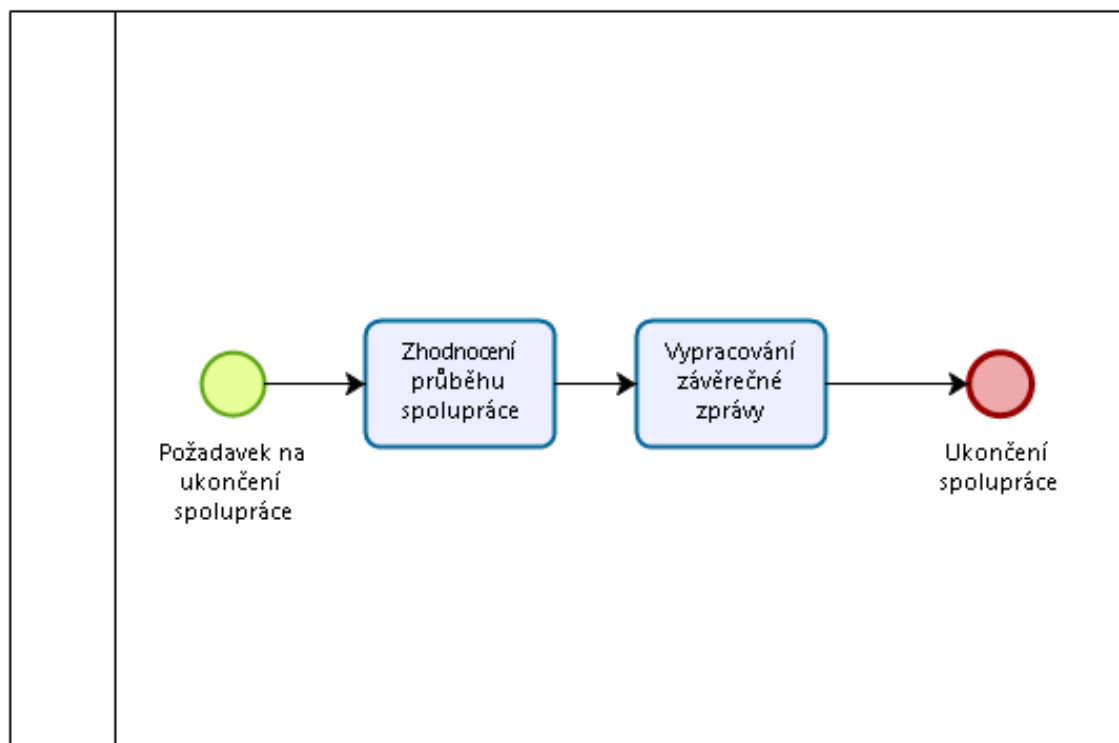 Požadavek na
ukončení
spolupráce
Zhodnocení
průběhu
spolupráce
Vypracování
závěrečné
zprávy
Ukončení
spolupráce